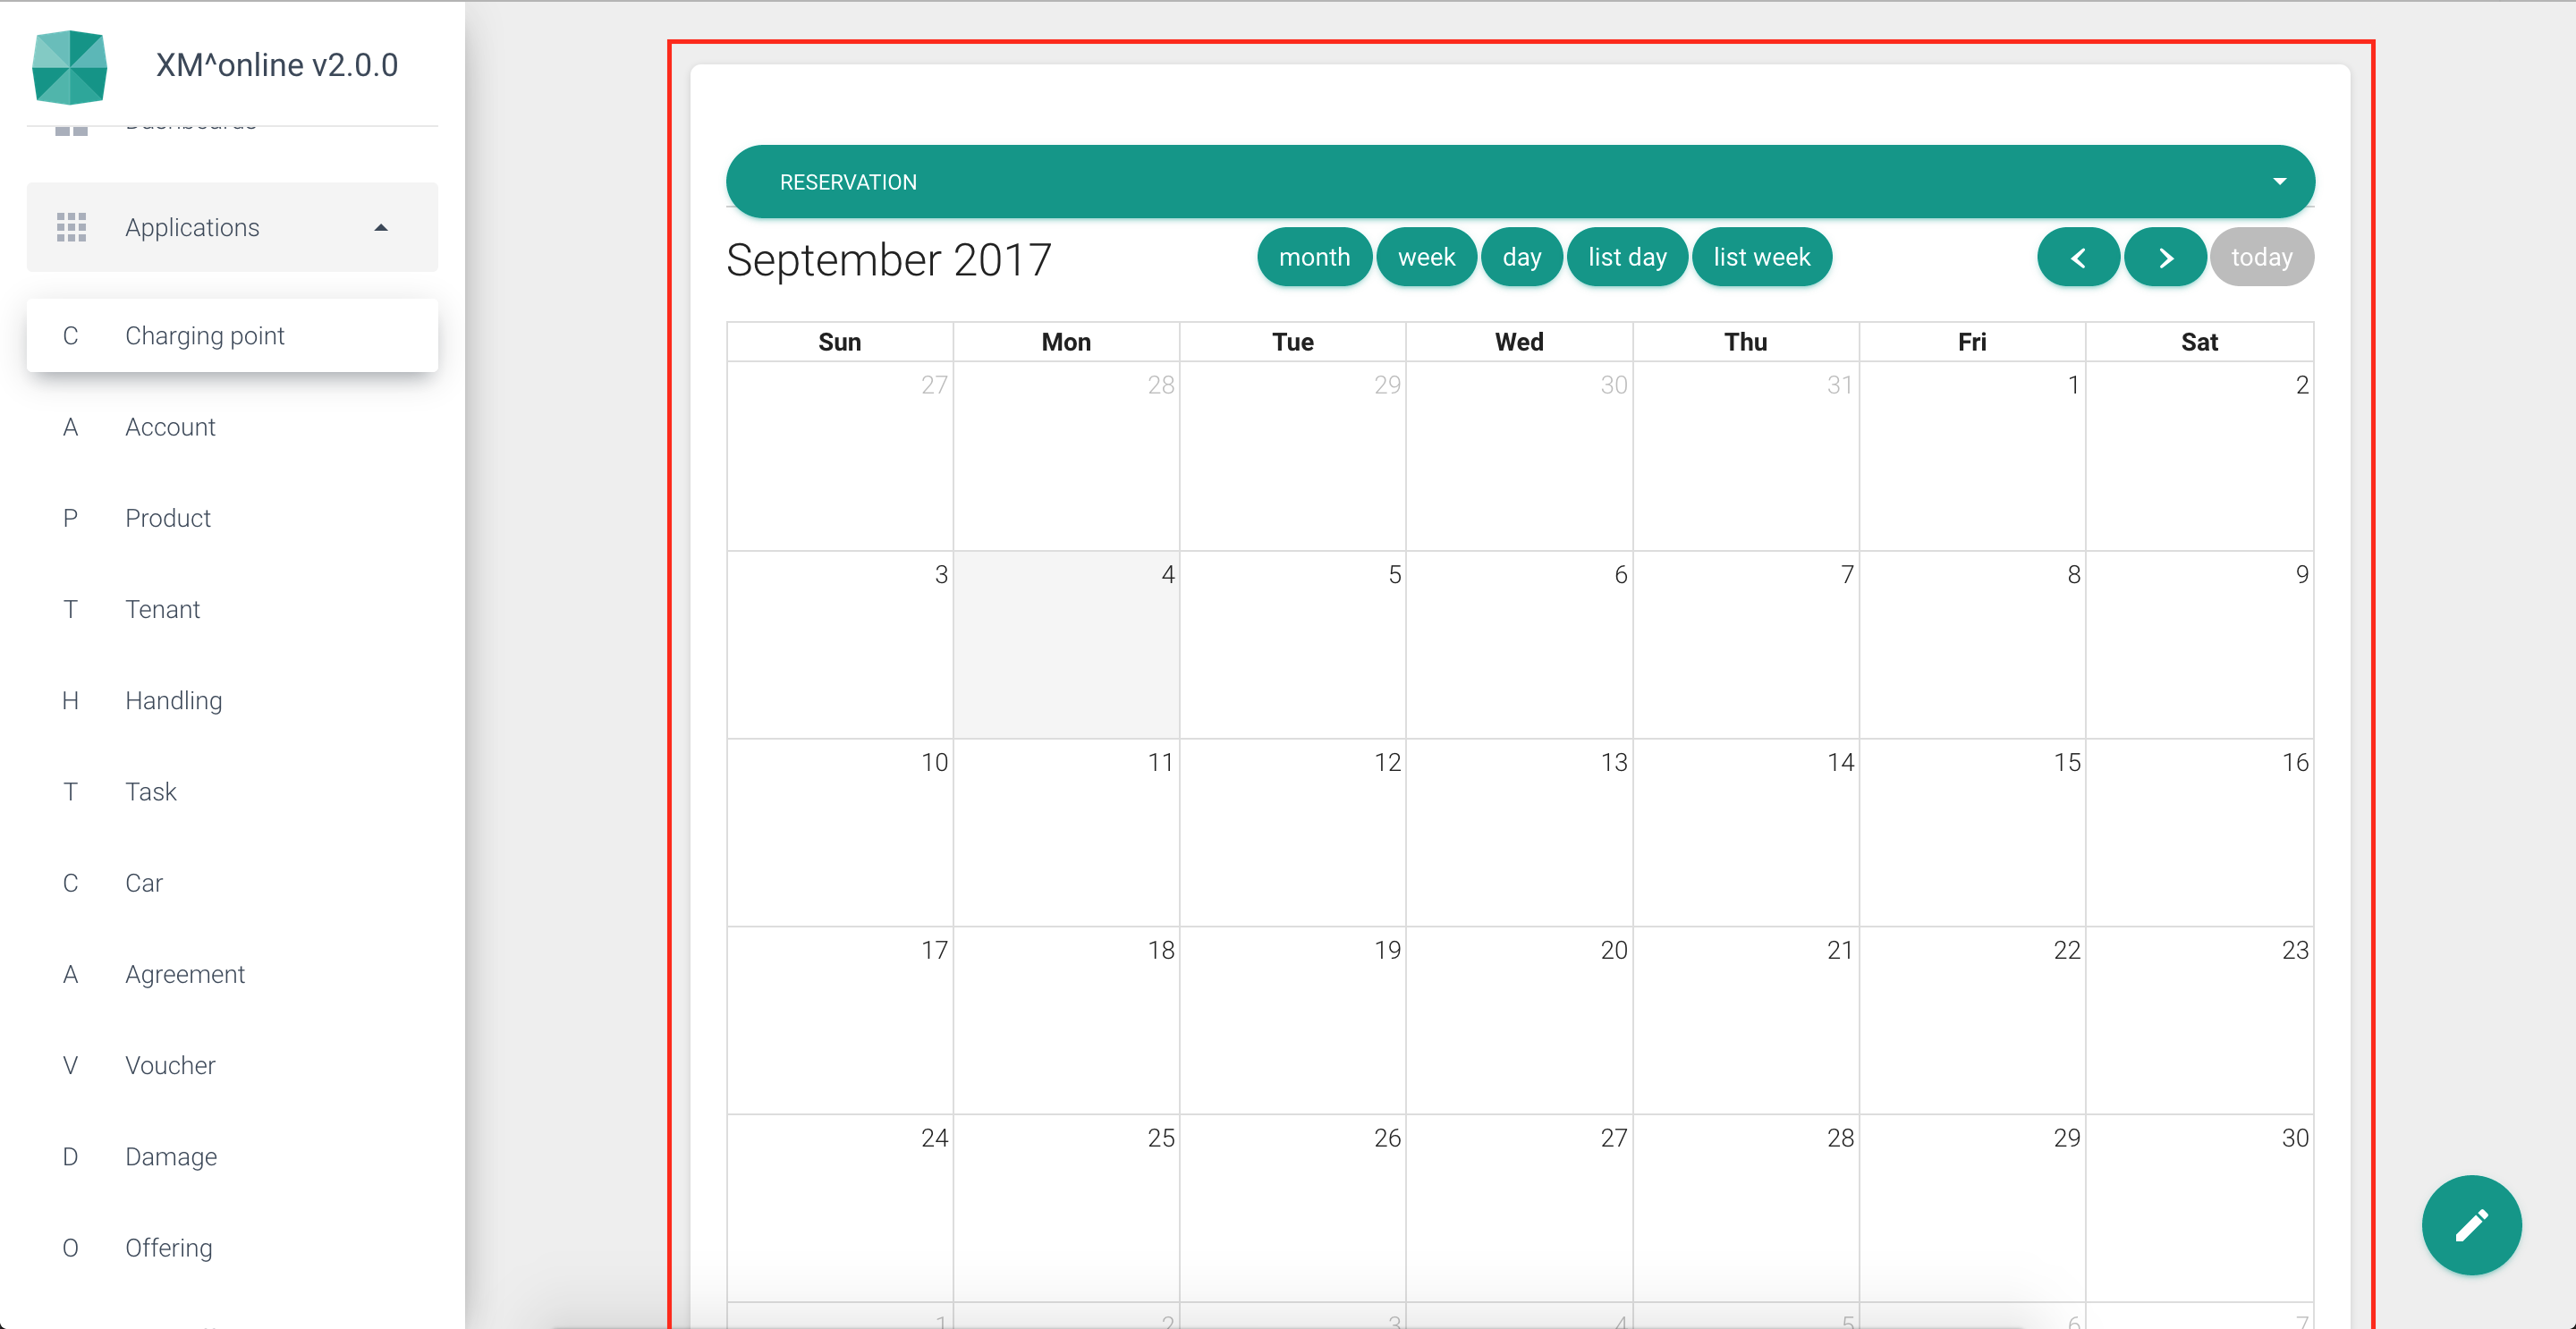 XM^online v2.0.0
Dashboards
Applications
C Charging point
A Account
P Product
T Tenant
H Handling
T Task
C Car
A Agreement
V Voucher
D Damage
O Offering
RESERVATION
September 2017
month week day list day list week
today
Sun Mon Tue Wed Thu Fri Sat
27 28 29 30 31 1 2
3 4 5 6 7 8 9
10 11 12 13 14 15 16
17 18 19 20 21 22 23
24 25 26 27 28 29 30
1 2 3 4 5 6 7